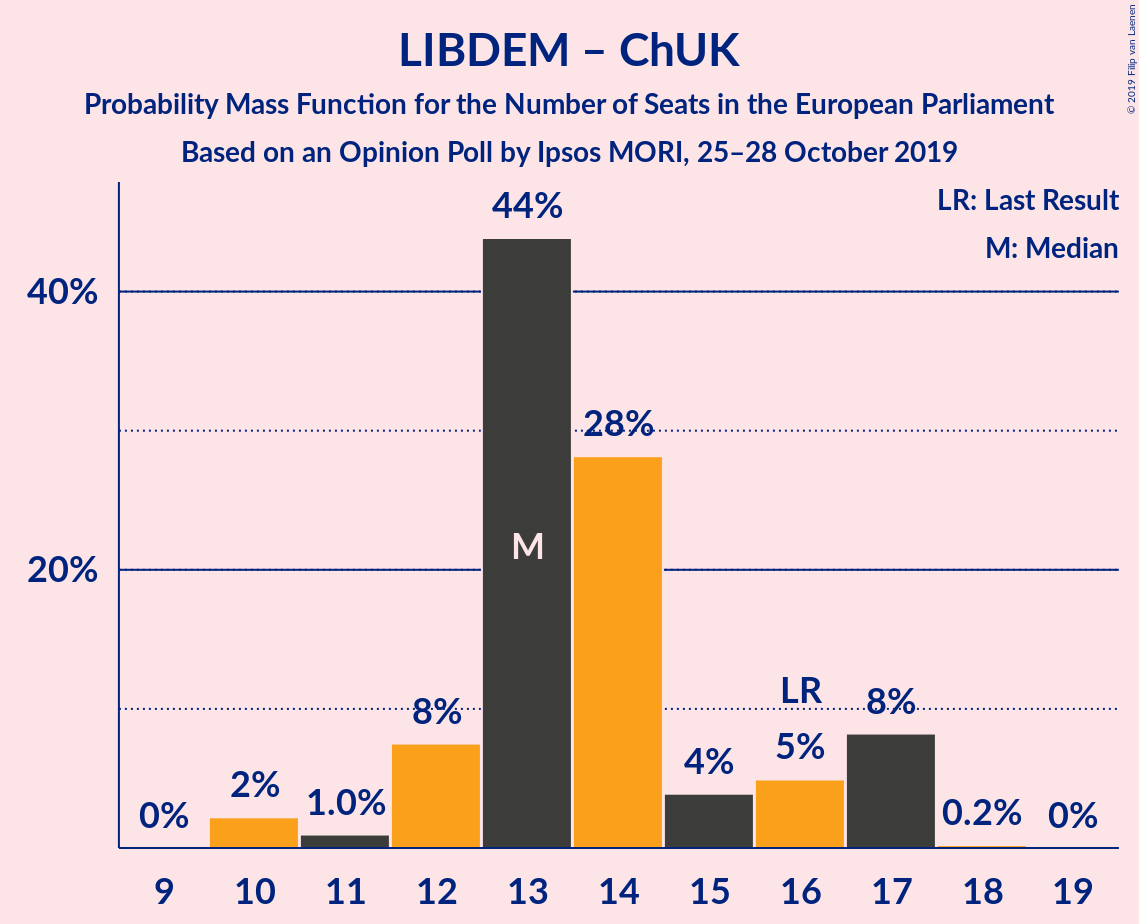 LIBDEM – ChUK
Probability Mass Function for the Number of Seats in the European Parliament
Based on an Opinion Poll by Ipsos MORI, 25–28 October 2019
© 2019 Filip van Laenen
LR: Last Result
M: Median
40%
20%
0%
2%
1.0%
8%
44%
M
28%
4%
LR
5%
8%
0.2%
0%
9 10 11 12 13 14 15 16 17 18 19